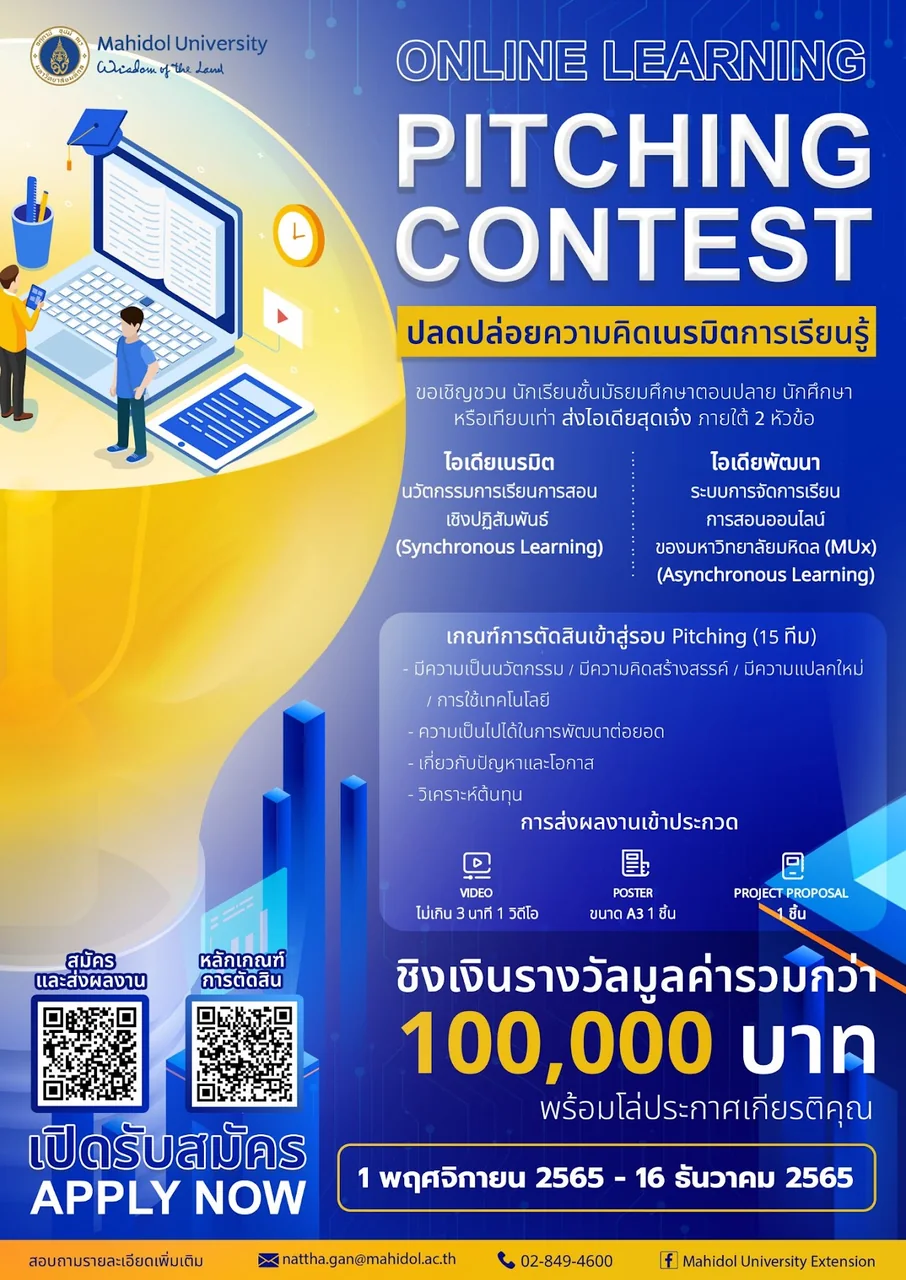 Mahidol University
Wisdom of the Land
ONLINE LEARNING
PITCHING
CONTEST
ปลดปล่อยความคิดเนรมิตการเรียนรู้
ขอเชิญชวน นักเรียนชั้นมัธยมศึกษาตอนปลาย นักศึกษา
หรือเทียบเท่า ส่งไอเดียสุดเจ๋ง ภายใต้ 2 หัวข้อ
ไอเดียเนรมิต
นวัตกรรมการเรียนการสอน
เชิงปฏิสัมพันธ์
(Synchronous Learning)
ไอเดียพัฒนา
ระบบการจัดการเรียน
การสอนออนไลน์
ของมหาวิทยาลัยมหิดล (MUx)
(Asynchronous Learning)
เกณฑ์การตัดสินเข้าสู่รอบ Pitching (15 ทีม)
- มีความเป็นนวัตกรรม / มีความคิดสร้างสรรค์ / มีความแปลกใหม่
/ การใช้เทคโนโลยี
- ความเป็นไปได้ในการพัฒนาต่อยอด
- เกี่ยวกับปัญหาและโอกาส
- วิเคราะห์ต้นทุน
การส่งผลงานเข้าประกวด
VIDEO
ไม่เกิน 3 นาที 1 วิดีโอ
POSTER
ขนาด A3 1 ชิ้น
PROJECT PROPOSAL
1 ชิ้น
สมัคร
และส่งผลงาน
หลักเกณฑ์
การตัดสิน
ชิงเงินรางวัลมูลค่ารวมกว่า
100,000 บาท
พร้อมโล่ประกาศเกียรติคุณ
เปิดรับสมัคร
APPLY NOW
1 พฤศจิกายน 2565 - 16 ธันวาคม 2565
สอบถามรายละเอียดเพิ่มเติม
nattha.gan@mahidol.ac.th
02-849-4600
Mahidol University Extension